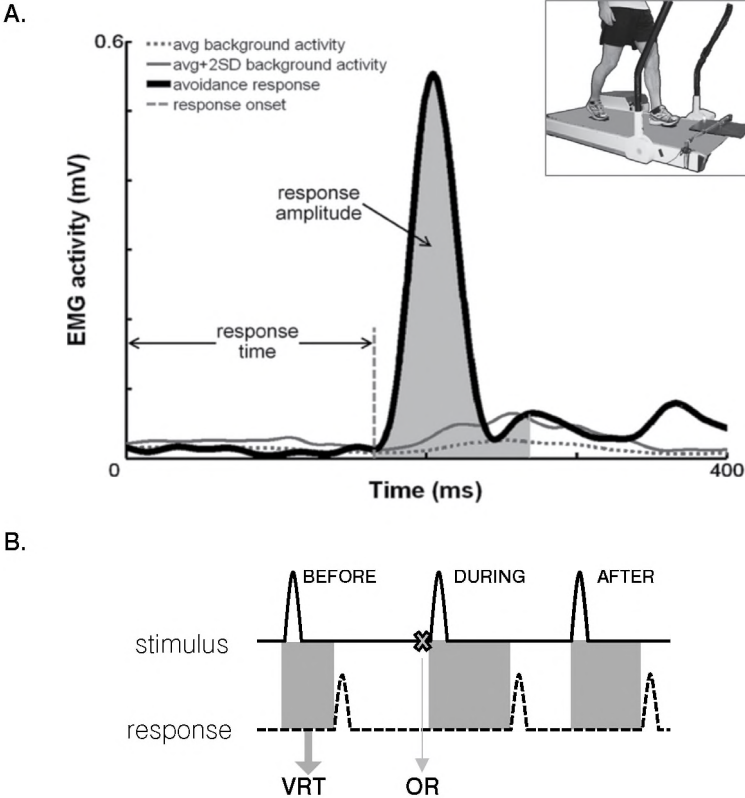 A.
0.6
avg background activity
avg+2SD background activity
avoidance response
response onset
response
amplitude
EMG activity (mV)
response
time
0
400
Time (ms)
B.
BEFORE
DURING
AFTER
stimulus
response
VRT
OR